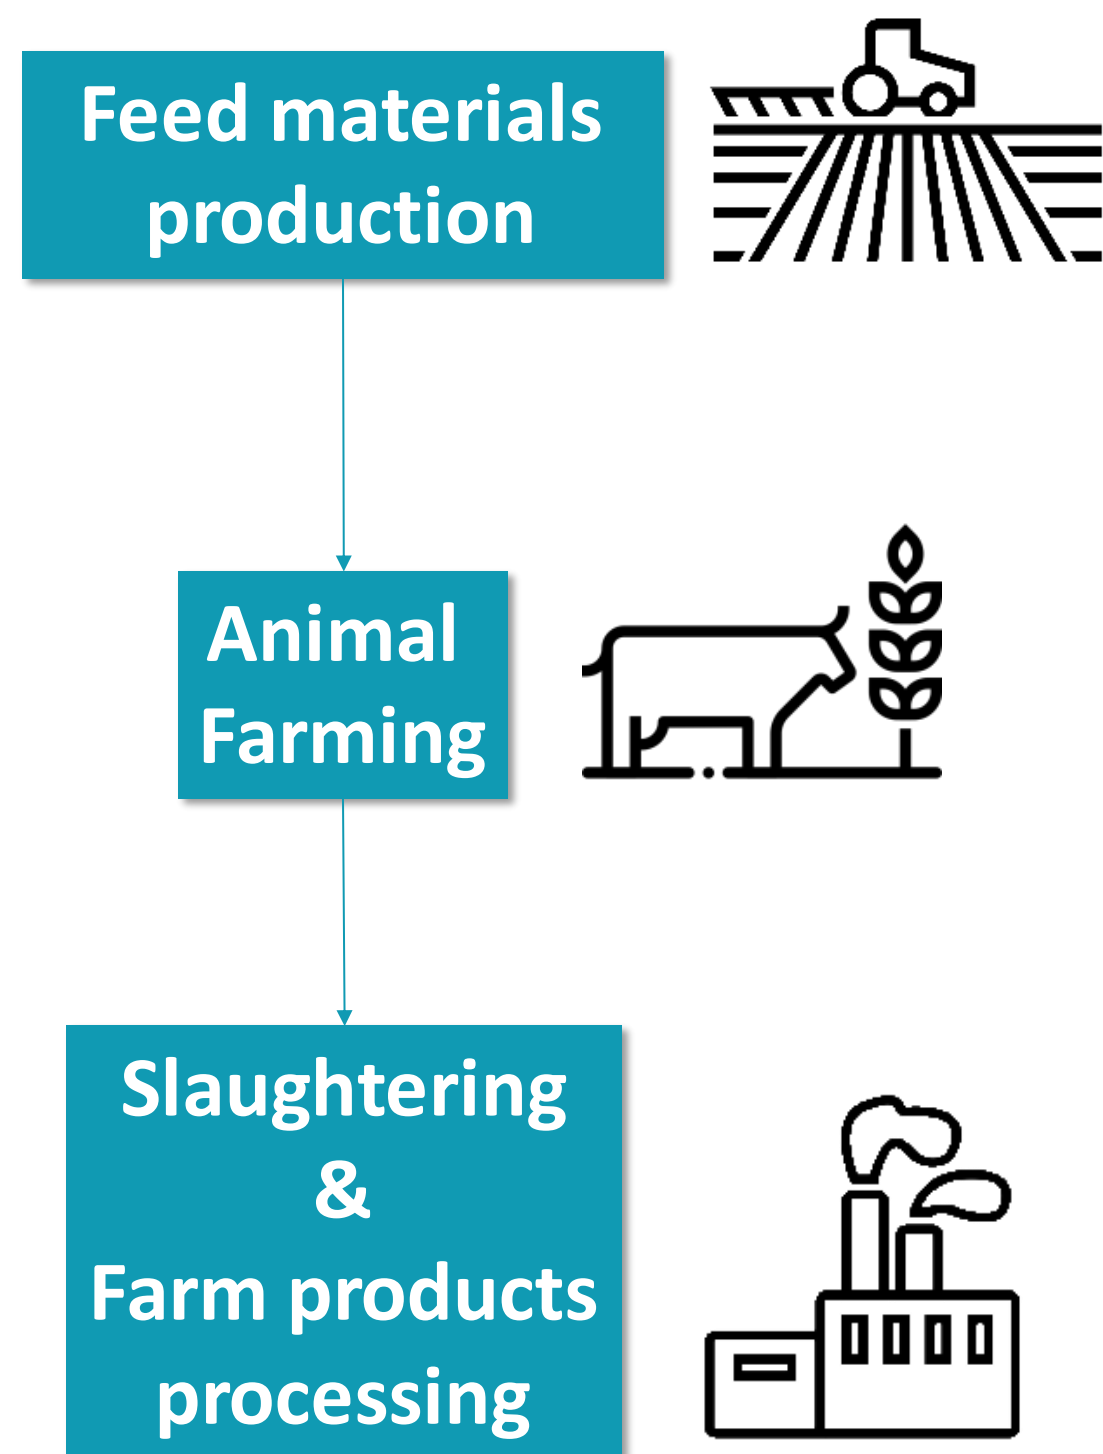 Feed materials
production
Animal
Farming
Slaughtering
&
Farm products
processing